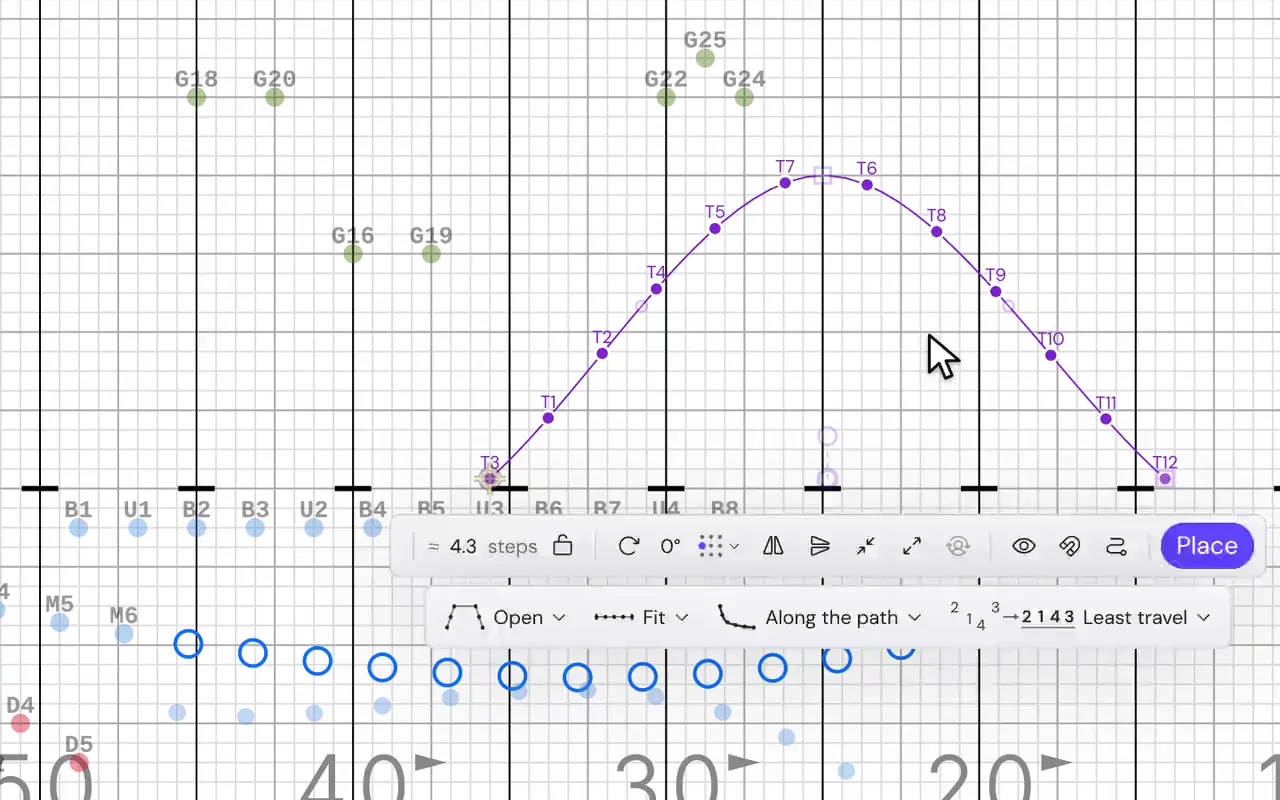 G25
G18 G20 G22 G24
T7 T6
T5 T8
G16 G19
T4 T9
T2 T10
T1 T11
T3 T12
B1 U1 B2 B3 U2 B4 B5 U3 B6 B7 U4 B8
≈ 4.3 steps 0° Place
4 M5 M6
Open Fit Along the path 2 1 4 3 → 2 1 4 3 Least travel
D4
D5
50 40 30 20 1